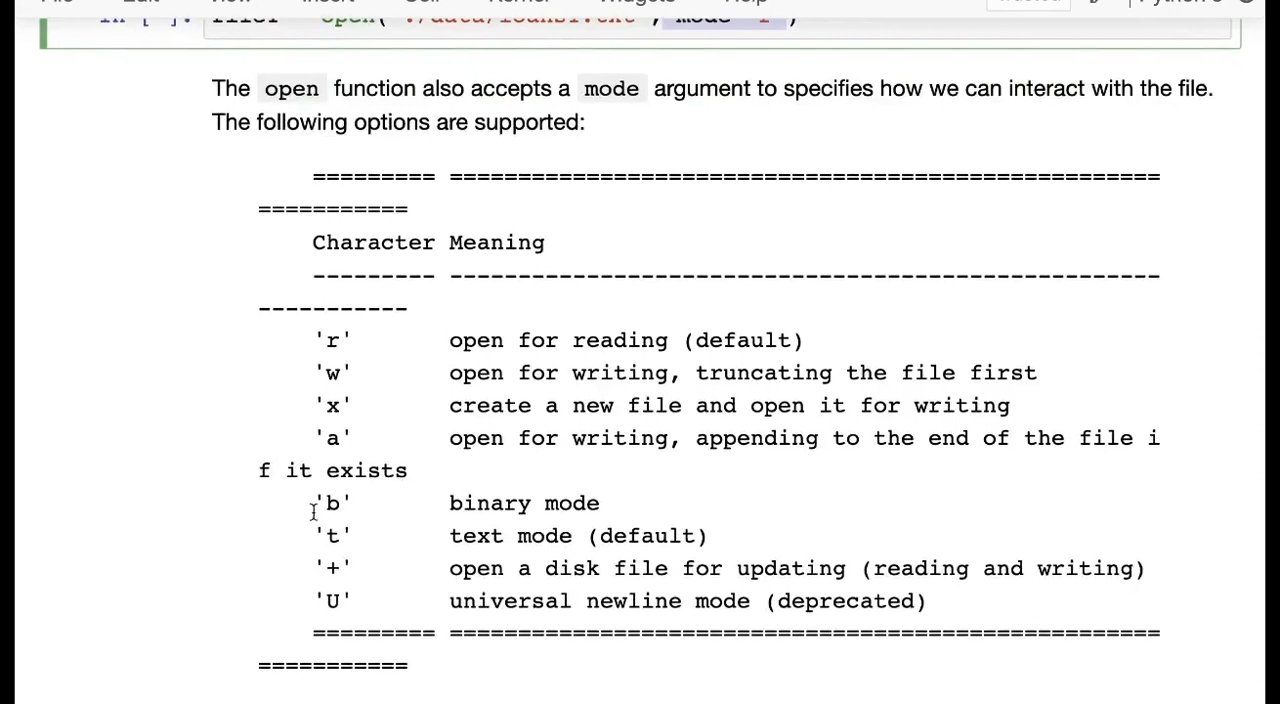 The open function also accepts a mode argument to specifies how we can interact with the file.
The following options are supported:
========= ====================================================
===========
Character Meaning
--------- ----------------------------------------------------
-----------
'r' open for reading (default)
'w' open for writing, truncating the file first
'x' create a new file and open it for writing
'a' open for writing, appending to the end of the file i
f it exists
'b' binary mode
't' text mode (default)
'+' open a disk file for updating (reading and writing)
'U' universal newline mode (deprecated)
========= ====================================================
===========